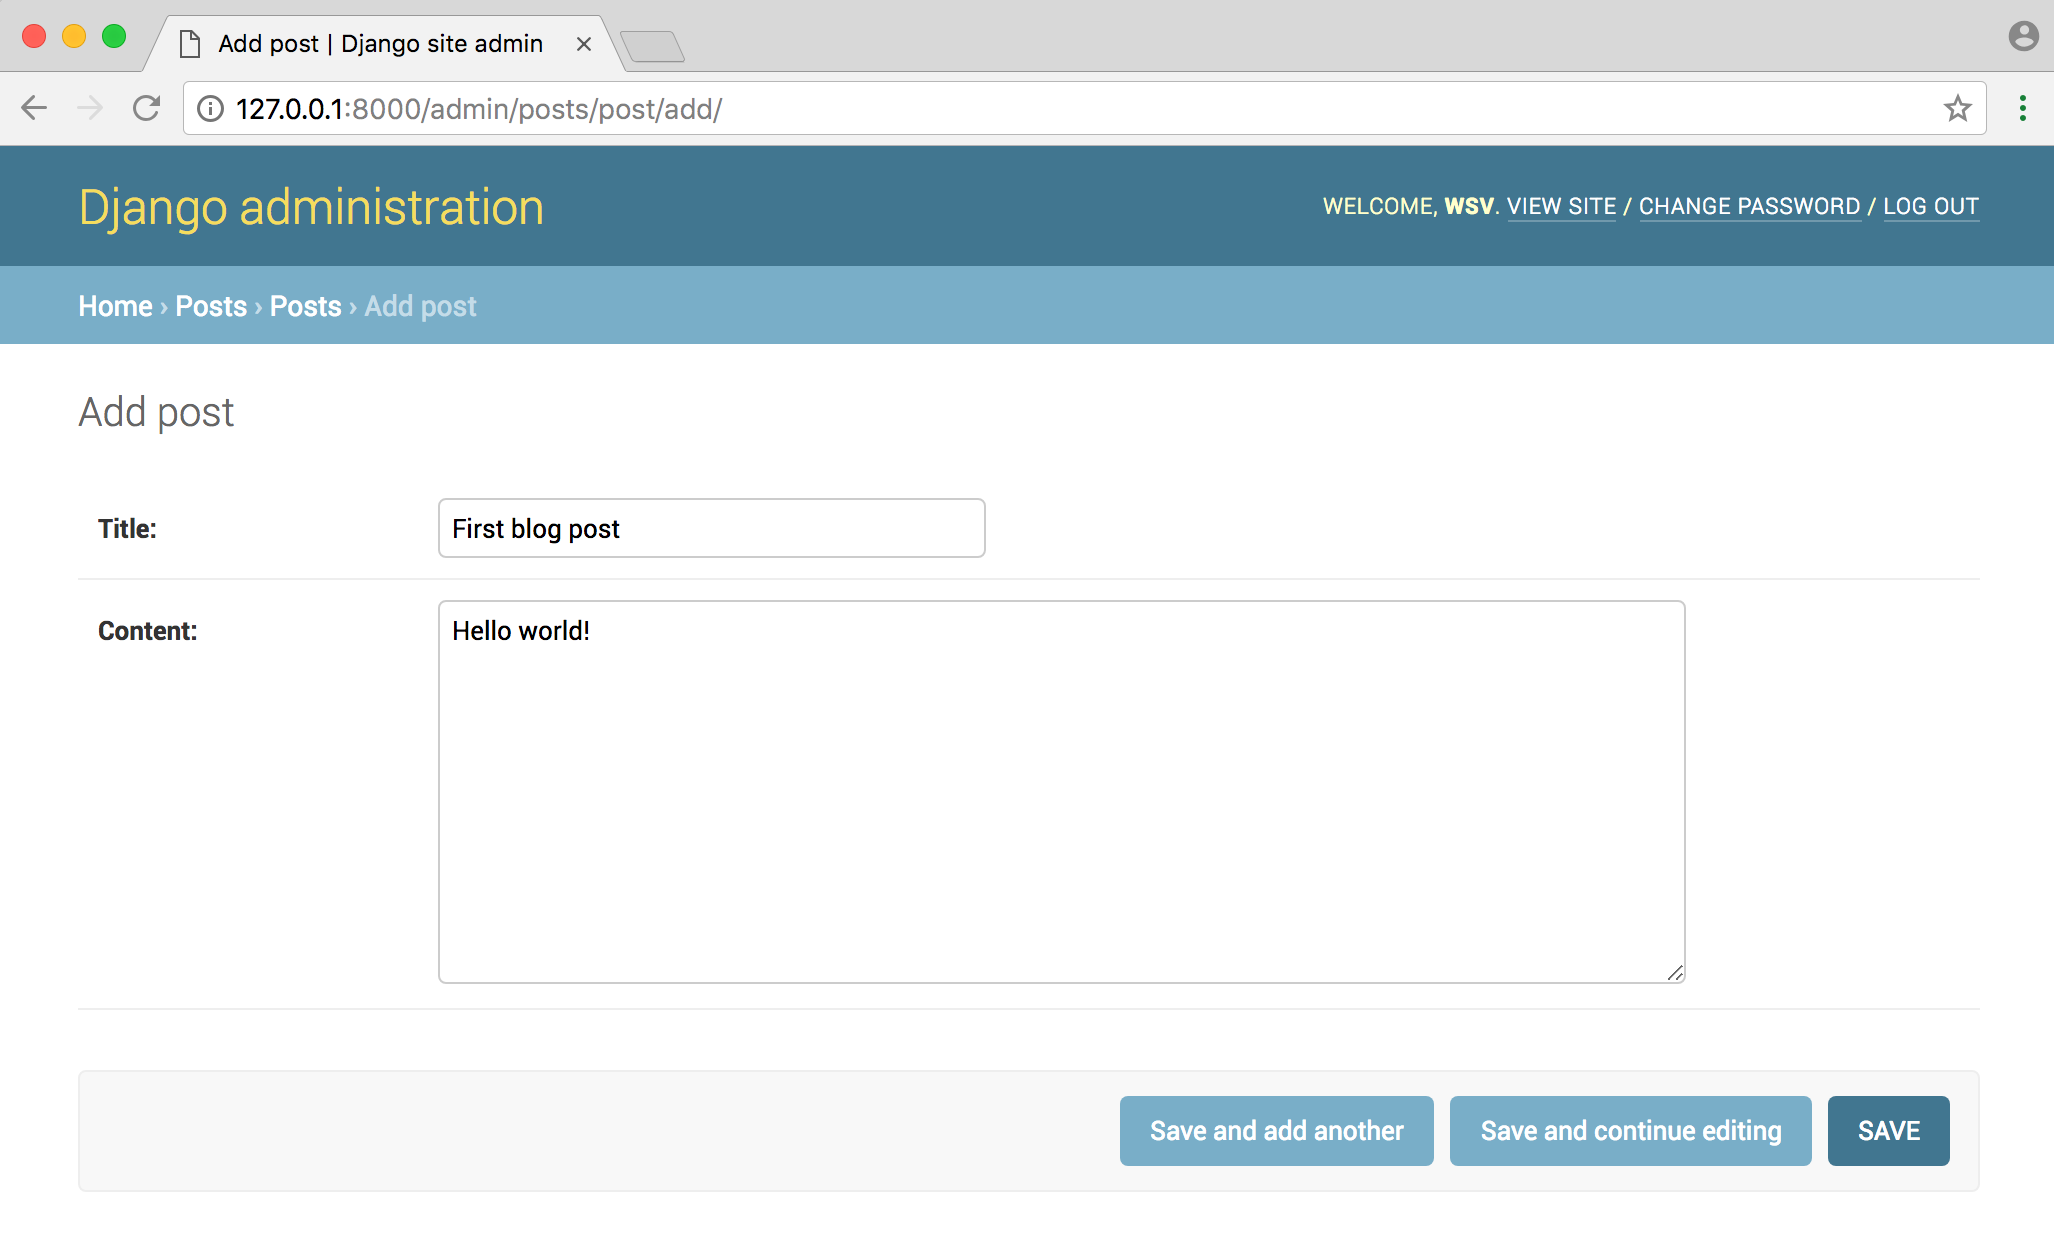 Add post | Django site admin
127.0.0.1:8000/admin/posts/post/add/
Django administration
WELCOME, WSV. VIEW SITE / CHANGE PASSWORD / LOG OUT
Home › Posts › Posts › Add post
Add post
Title:
First blog post
Content:
Hello world!
Save and add another
Save and continue editing
SAVE